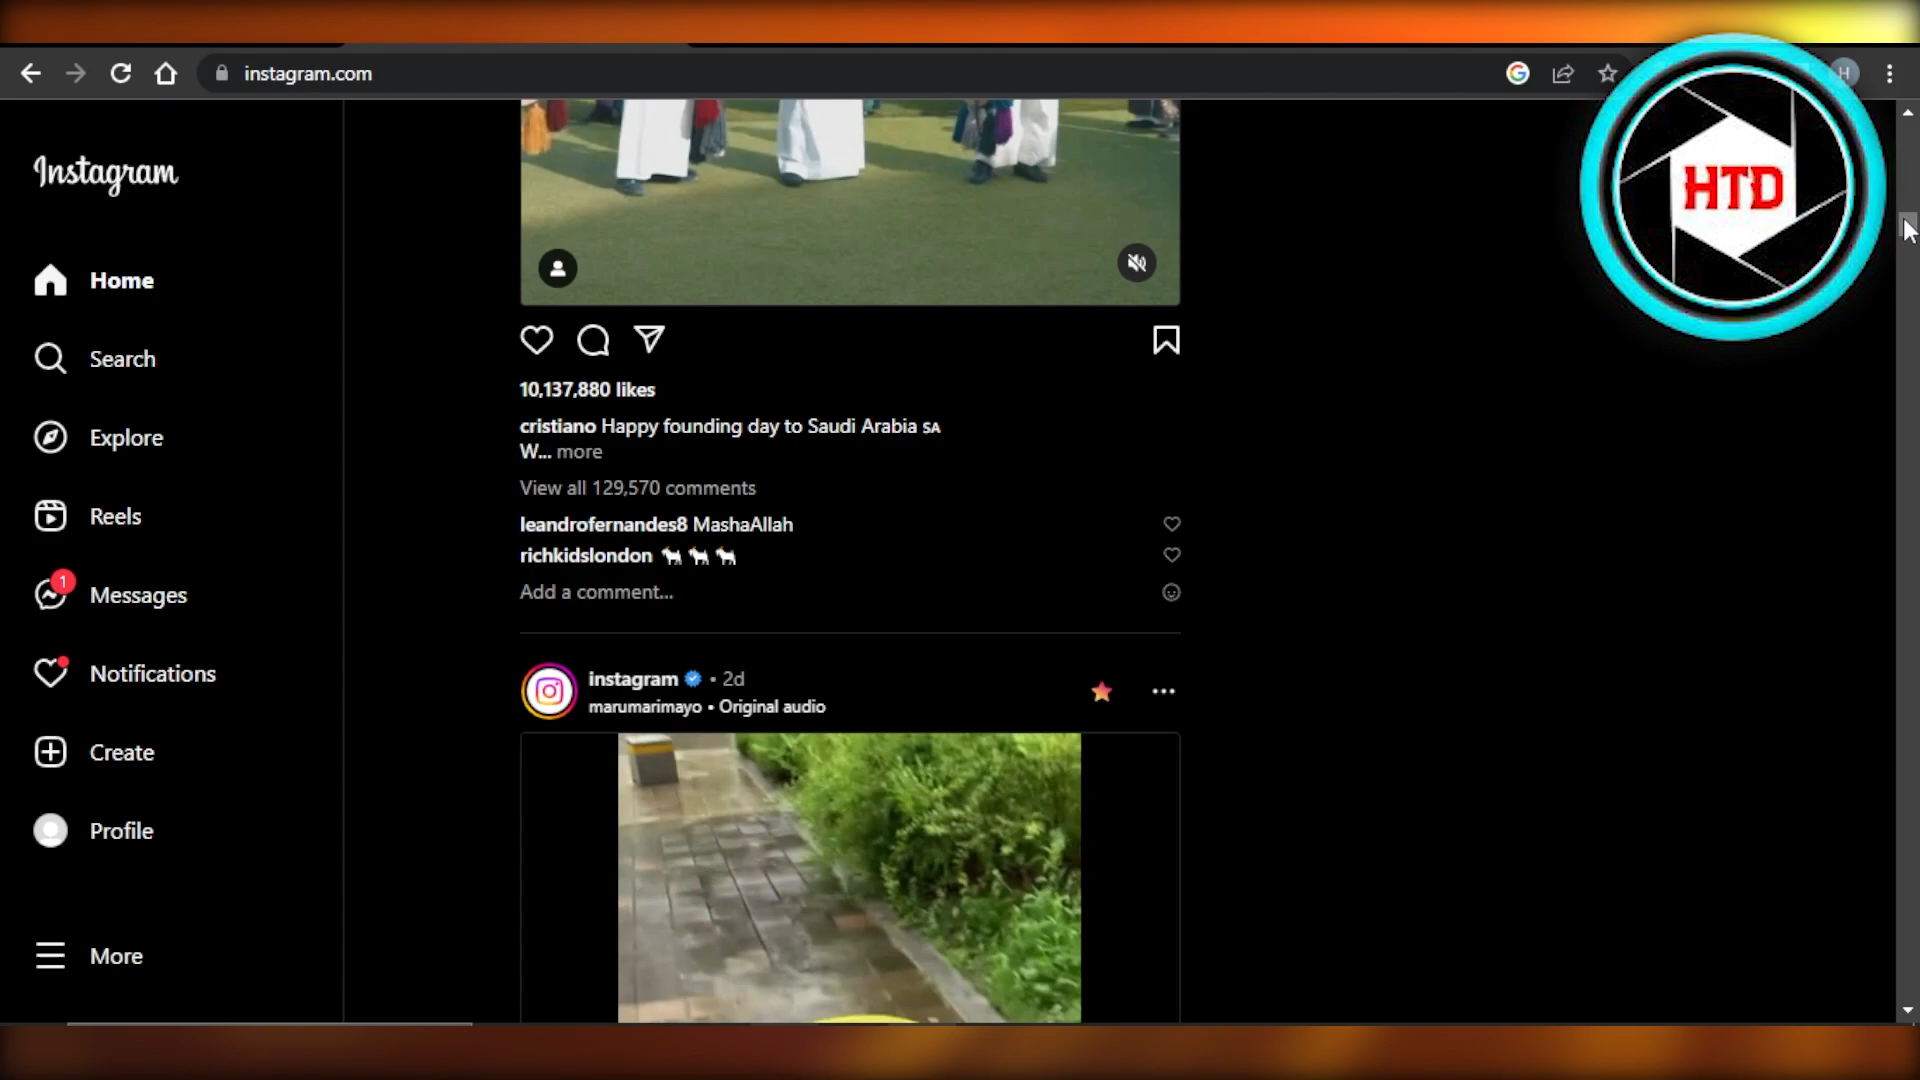 instagram.com
H
HTD
Instagram
Home
Search
Explore
Reels
1
Messages
Notifications
Create
Profile
More
10,137,880 likes
cristiano Happy founding day to Saudi Arabia 🇸🇦
W... more
View all 129,570 comments
leandrofernandes8 MashaAllah
richkidslondon 🐐 🐐 🐐
Add a comment...
instagram • 2d
marumarimayo • Original audio